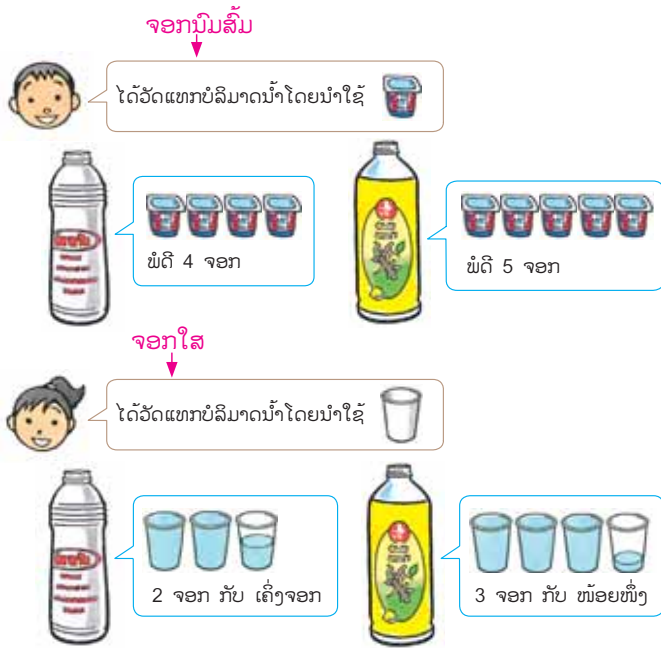 ຈອກນົມສົ້ມ
ໄດ້ວັດແທກບໍລິມາດນ້ຳໂດຍນຳໃຊ້
ພໍດີ 4 ຈອກ
ພໍດີ 5 ຈອກ
ຈອກໃສ
ໄດ້ວັດແທກບໍລິມາດນ້ຳໂດຍນຳໃຊ້
2 ຈອກ ກັບ ເຄິ່ງຈອກ
3 ຈອກ ກັບ ໜ້ອຍໜຶ່ງ